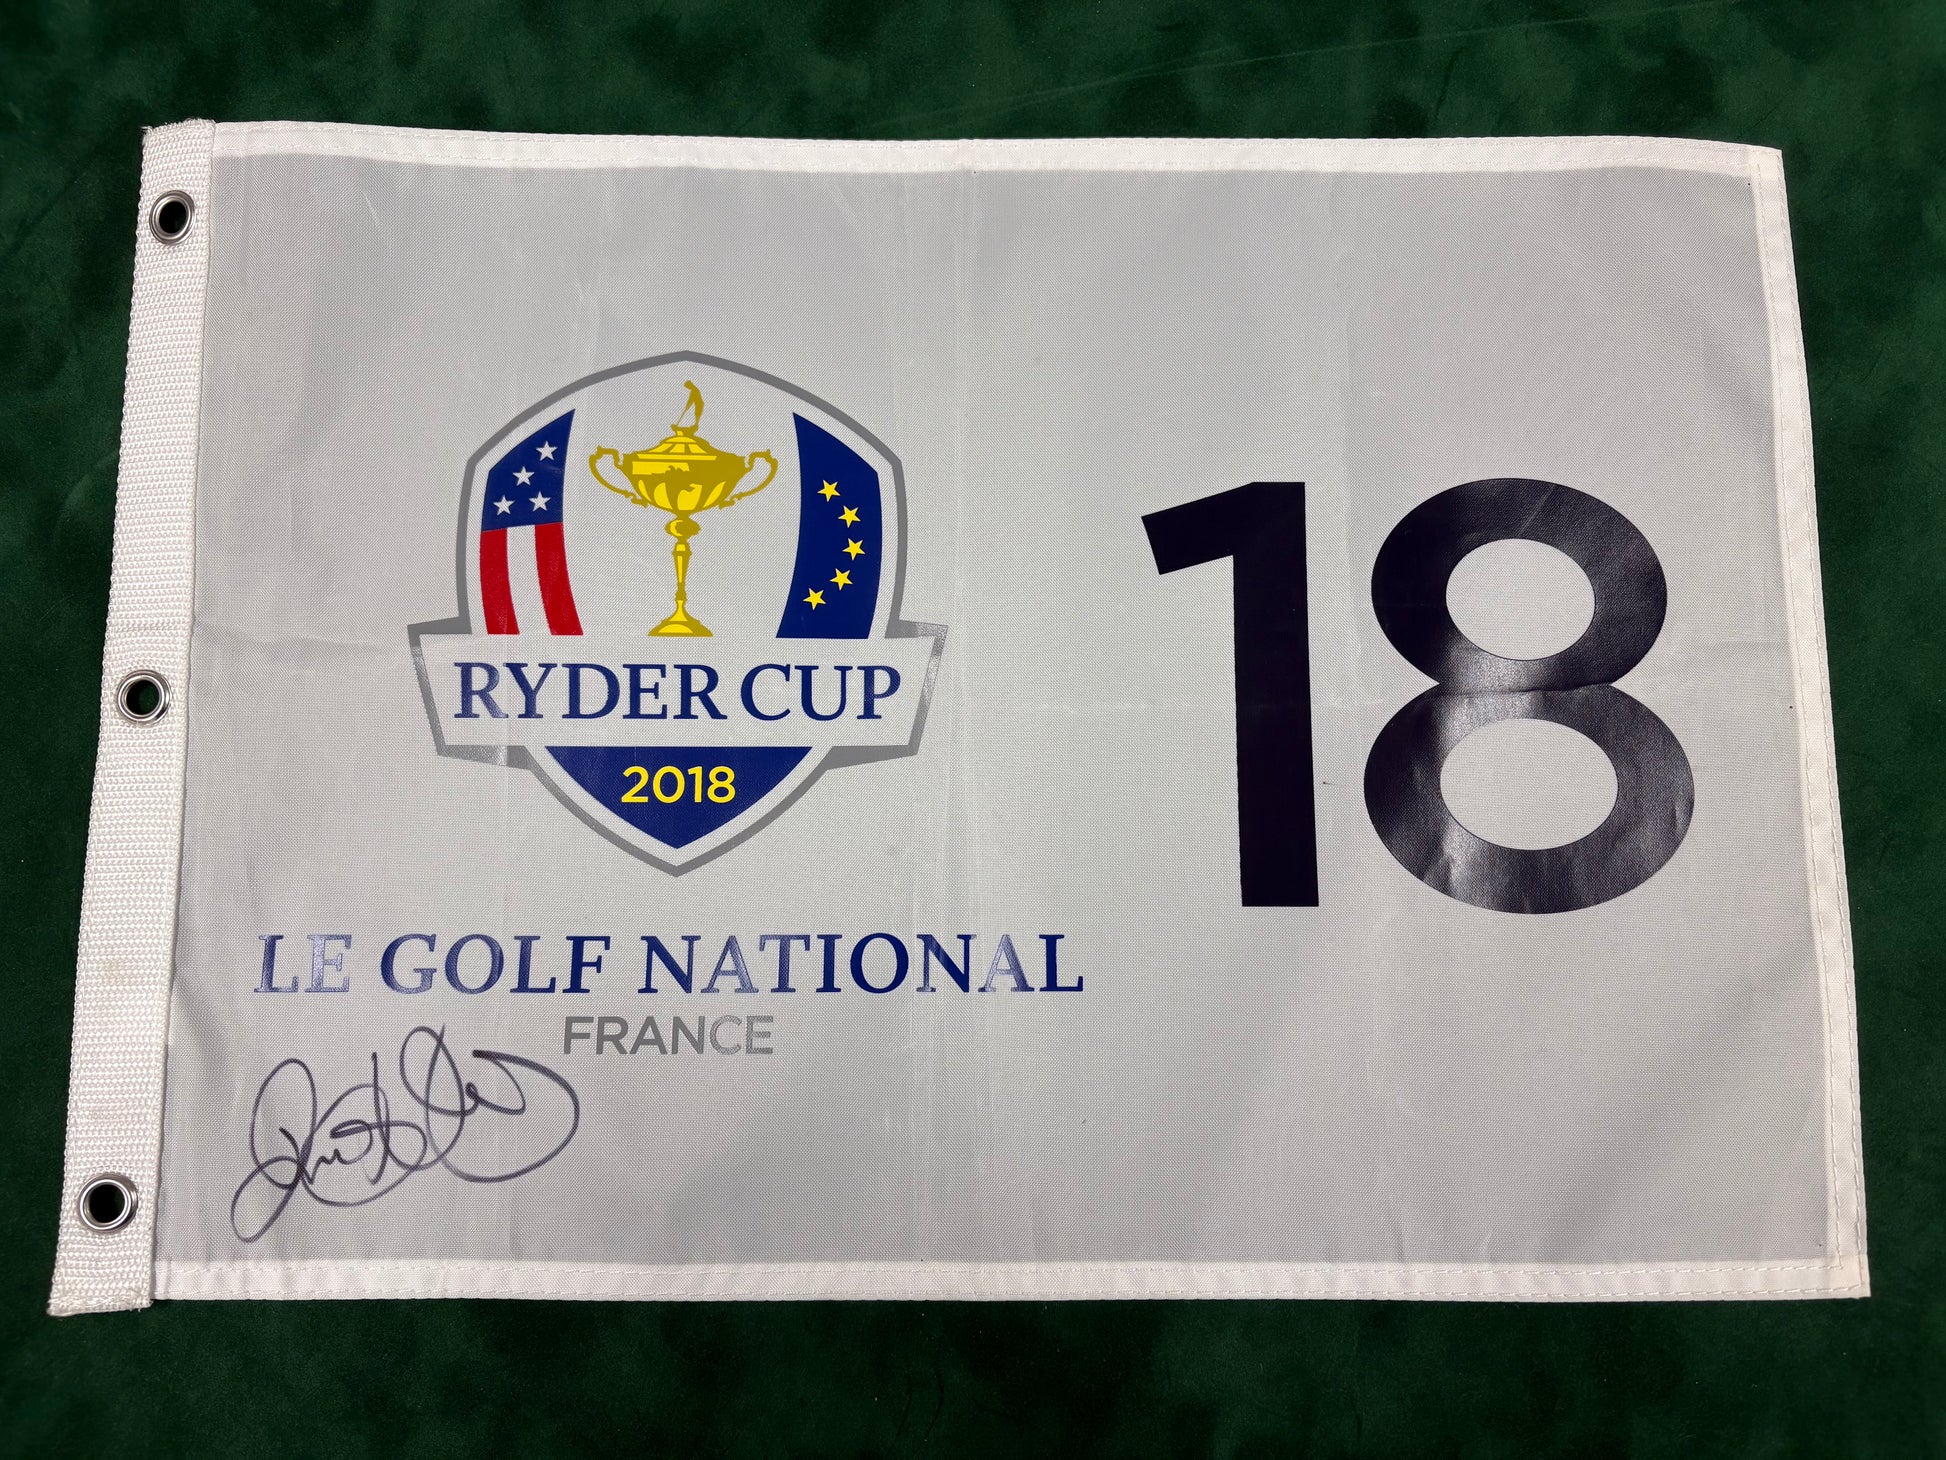 RYDER CUP
2018
LE GOLF NATIONAL
FRANCE
18